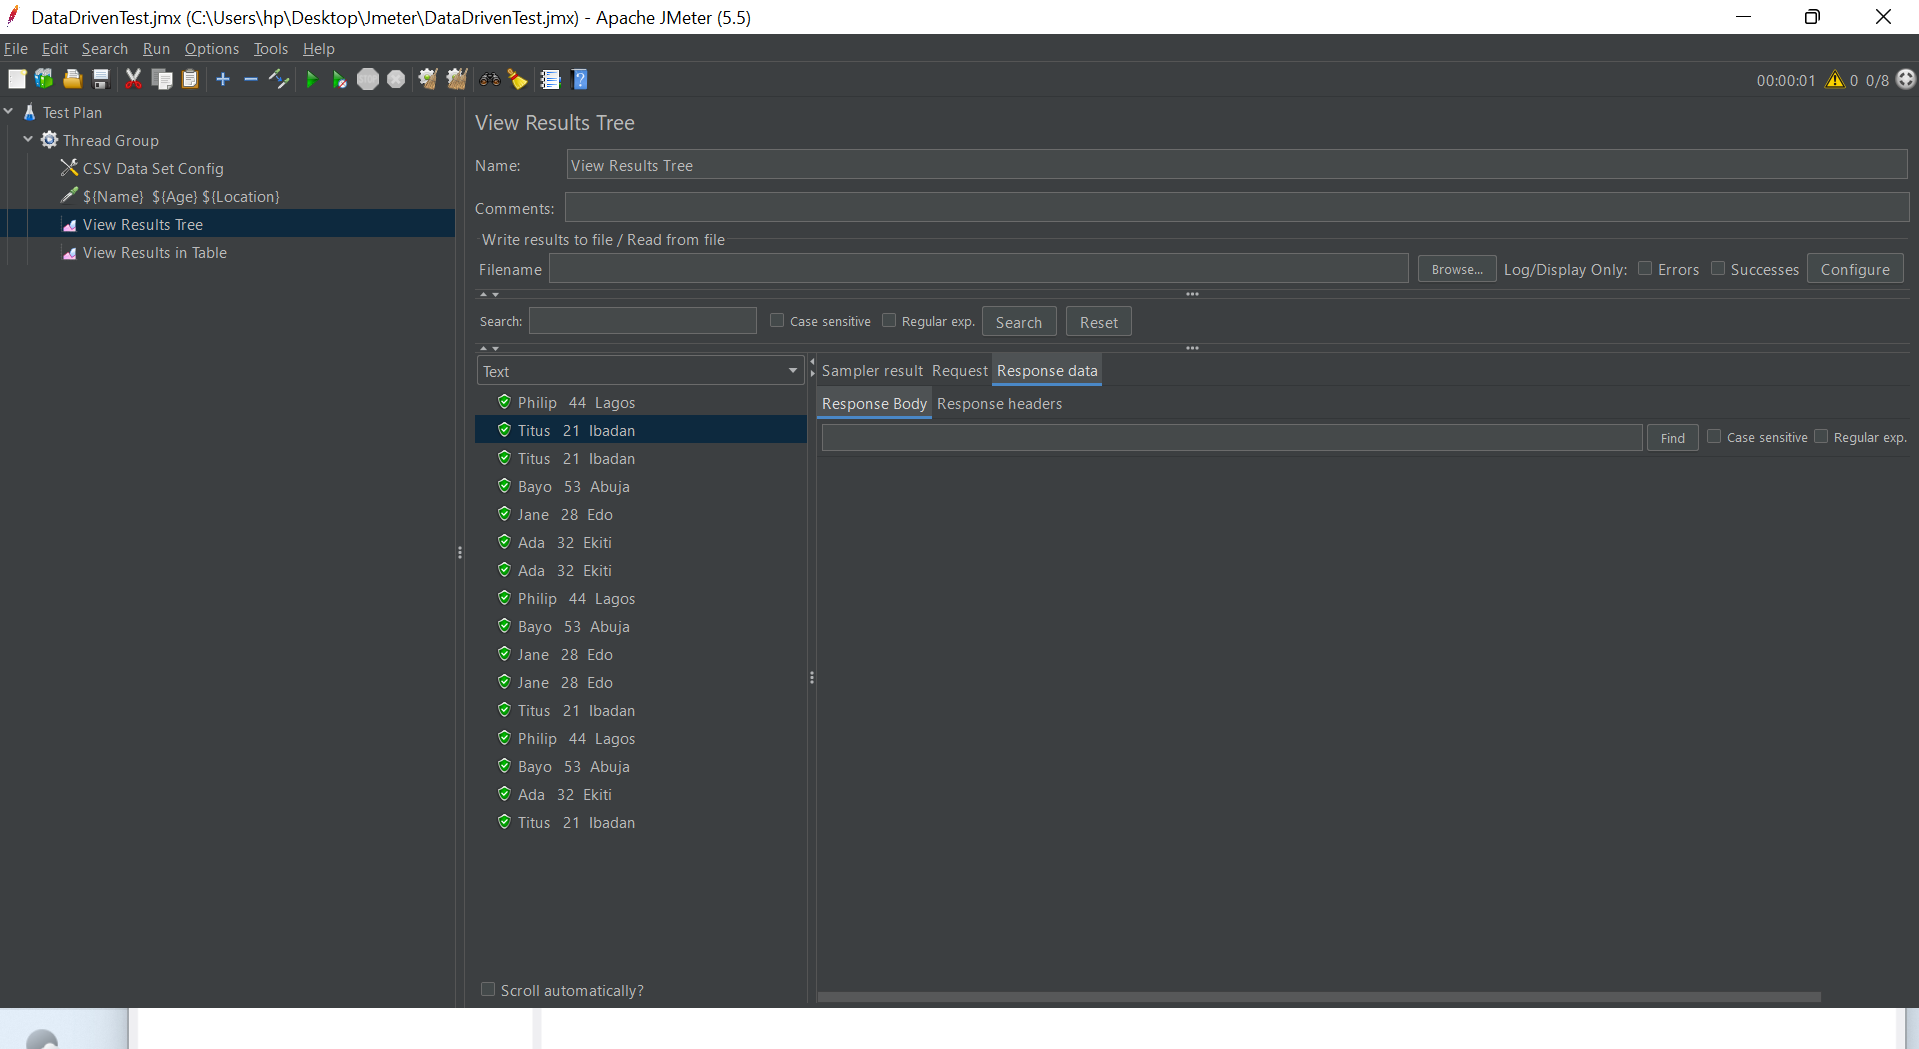 DataDrivenTest.jmx (C:\Users\hp\Desktop\Jmeter\DataDrivenTest.jmx) - Apache JMeter (5.5)
File Edit Search Run Options Tools Help
00:00:01 0 0/8
Test Plan
Thread Group
CSV Data Set Config
${Name} ${Age} ${Location}
View Results Tree
View Results in Table
View Results Tree
Name: View Results Tree
Comments:
Write results to file / Read from file
Filename Browse... Log/Display Only: Errors Successes Configure
Search: Case sensitive Regular exp. Search Reset
Text
Sampler result Request Response data
Response Body Response headers
Find Case sensitive Regular exp.
Philip 44 Lagos
Titus 21 Ibadan
Titus 21 Ibadan
Bayo 53 Abuja
Jane 28 Edo
Ada 32 Ekiti
Ada 32 Ekiti
Philip 44 Lagos
Bayo 53 Abuja
Jane 28 Edo
Jane 28 Edo
Titus 21 Ibadan
Philip 44 Lagos
Bayo 53 Abuja
Ada 32 Ekiti
Titus 21 Ibadan
Scroll automatically?